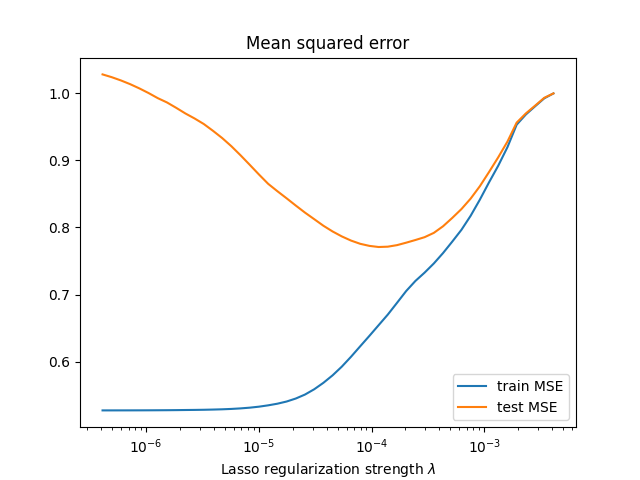 Mean squared error
1.0
0.9
0.8
0.7
0.6
10⁻⁶ 10⁻⁵ 10⁻⁴ 10⁻³
Lasso regularization strength λ
train MSE
test MSE